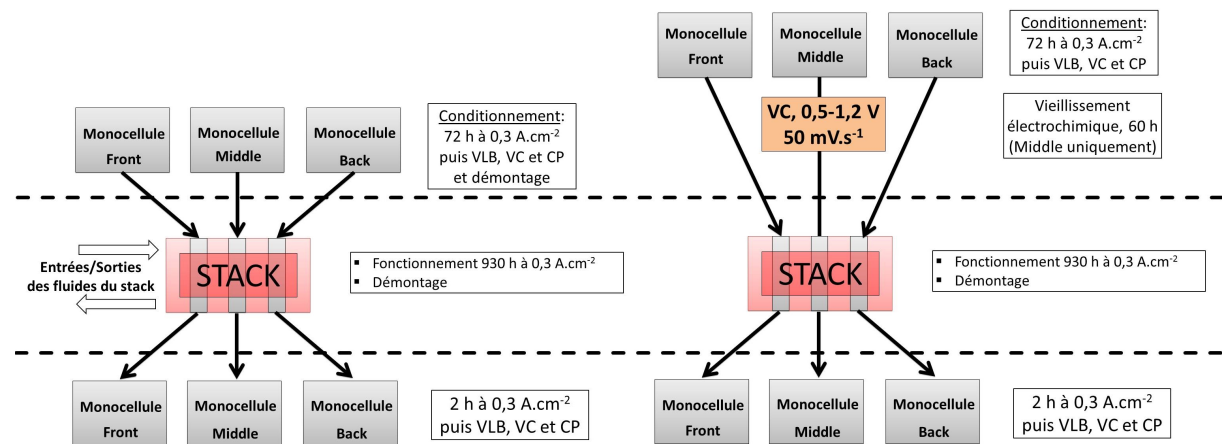 Monocellule
Front
Monocellule
Middle
Monocellule
Back
Conditionnement:
72 h à 0,3 A.cm⁻²
puis VLB, VC et CP
et démontage
Entrées/Sorties
des fluides du stack
STACK
▪ Fonctionnement 930 h à 0,3 A.cm⁻²
▪ Démontage
Monocellule
Front
Monocellule
Middle
Monocellule
Back
2 h à 0,3 A.cm⁻²
puis VLB, VC et CP
Monocellule
Front
Monocellule
Middle
Monocellule
Back
Conditionnement:
72 h à 0,3 A.cm⁻²
puis VLB, VC et CP
VC, 0,5-1,2 V
50 mV.s⁻¹
Vieillissement
électrochimique, 60 h
(Middle uniquement)
STACK
▪ Fonctionnement 930 h à 0,3 A.cm⁻²
▪ Démontage
Monocellule
Front
Monocellule
Middle
Monocellule
Back
2 h à 0,3 A.cm⁻²
puis VLB, VC et CP